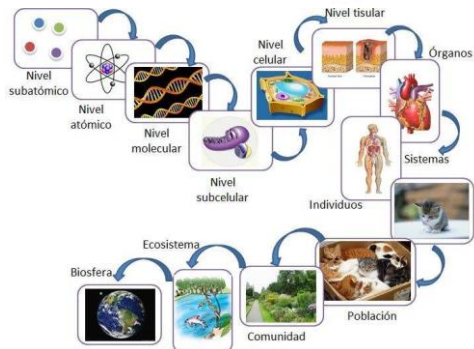 Nivel
subatómico
Nivel
atómico
Nivel
molecular
Nivel
subcelular
Nivel
celular
Nivel tisular
Órganos
Sistemas
Individuos
Población
Comunidad
Ecosistema
Biosfera